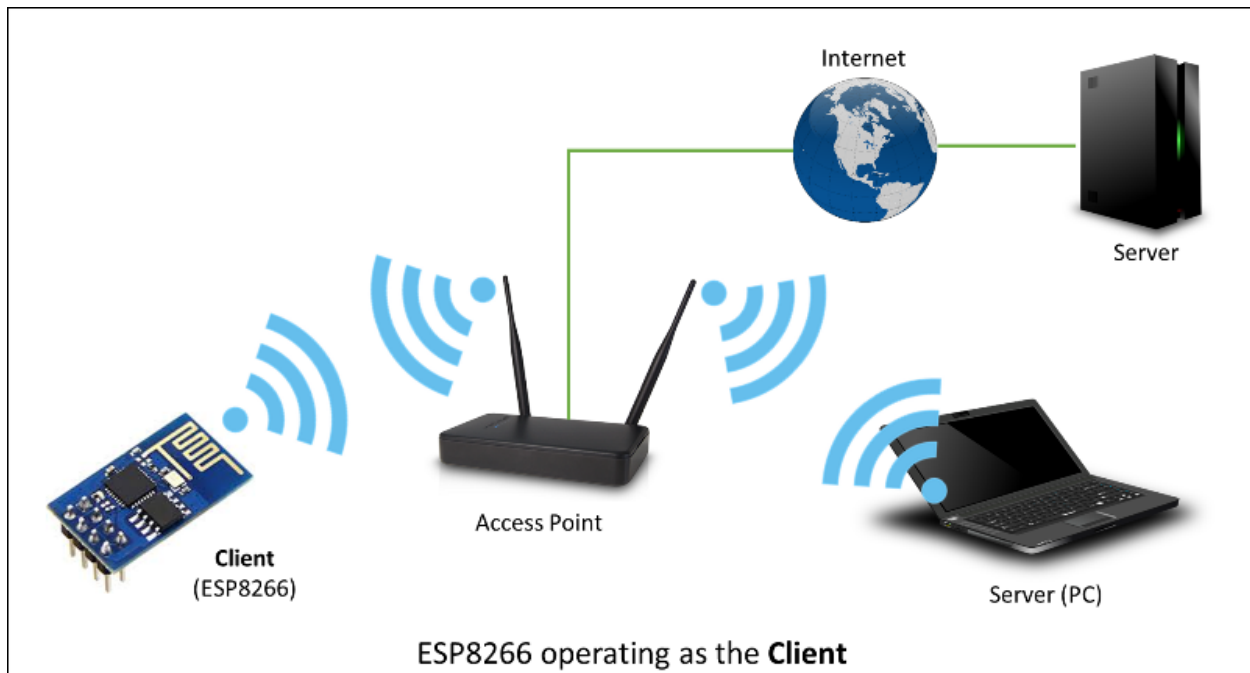 Internet
Server
Access Point
Client
(ESP8266)
Server (PC)
ESP8266 operating as the Client